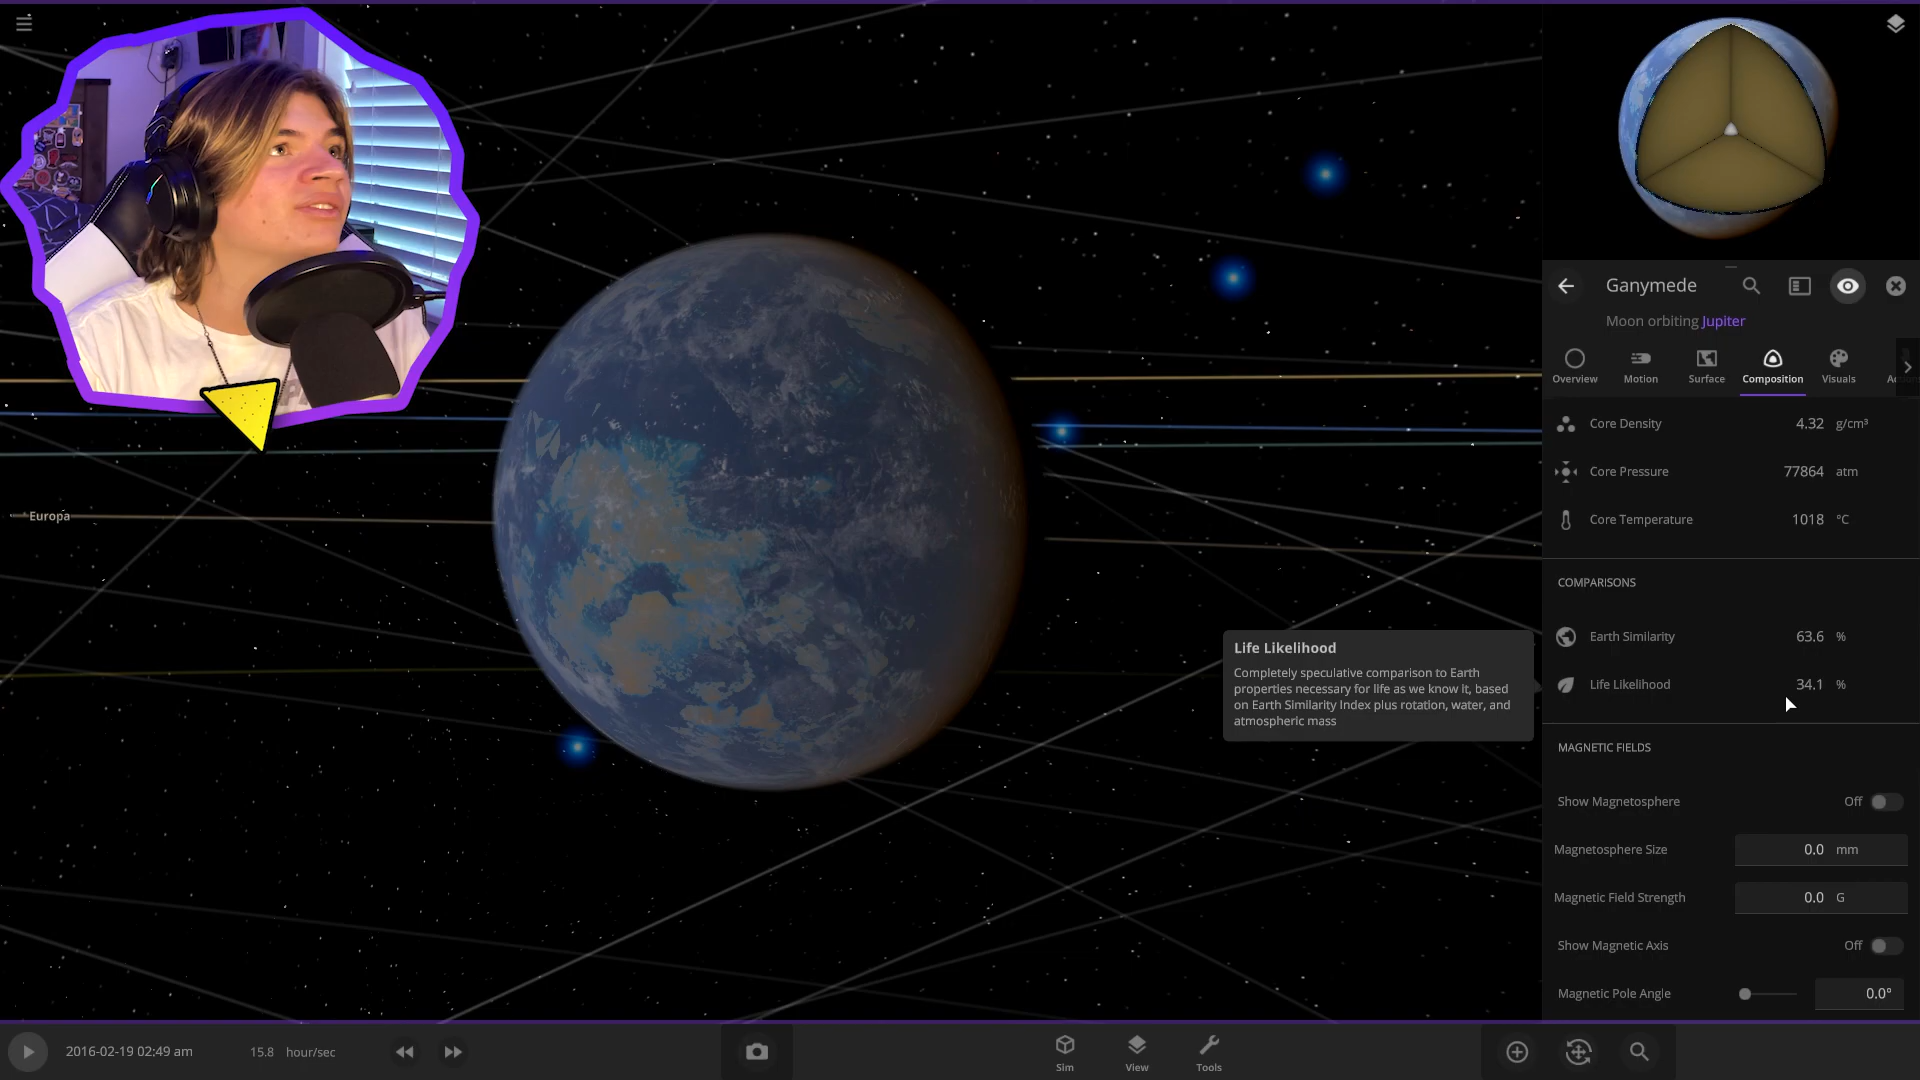 Europa
Life Likelihood
Completely speculative comparison to Earth
properties necessary for life as we know it, based
on Earth Similarity Index plus rotation, water, and
atmospheric mass
Ganymede
Moon orbiting Jupiter
Overview Motion Surface Composition Visuals
Core Density 4.32 g/cm³
Core Pressure 77864 atm
Core Temperature 1018 °C
COMPARISONS
Earth Similarity 63.6 %
Life Likelihood 34.1 %
MAGNETIC FIELDS
Show Magnetosphere Off
Magnetosphere Size 0.0 mm
Magnetic Field Strength 0.0 G
Show Magnetic Axis Off
Magnetic Pole Angle 0.0°
2016-02-19 02:49 am 15.8 hour/sec
Sim View Tools